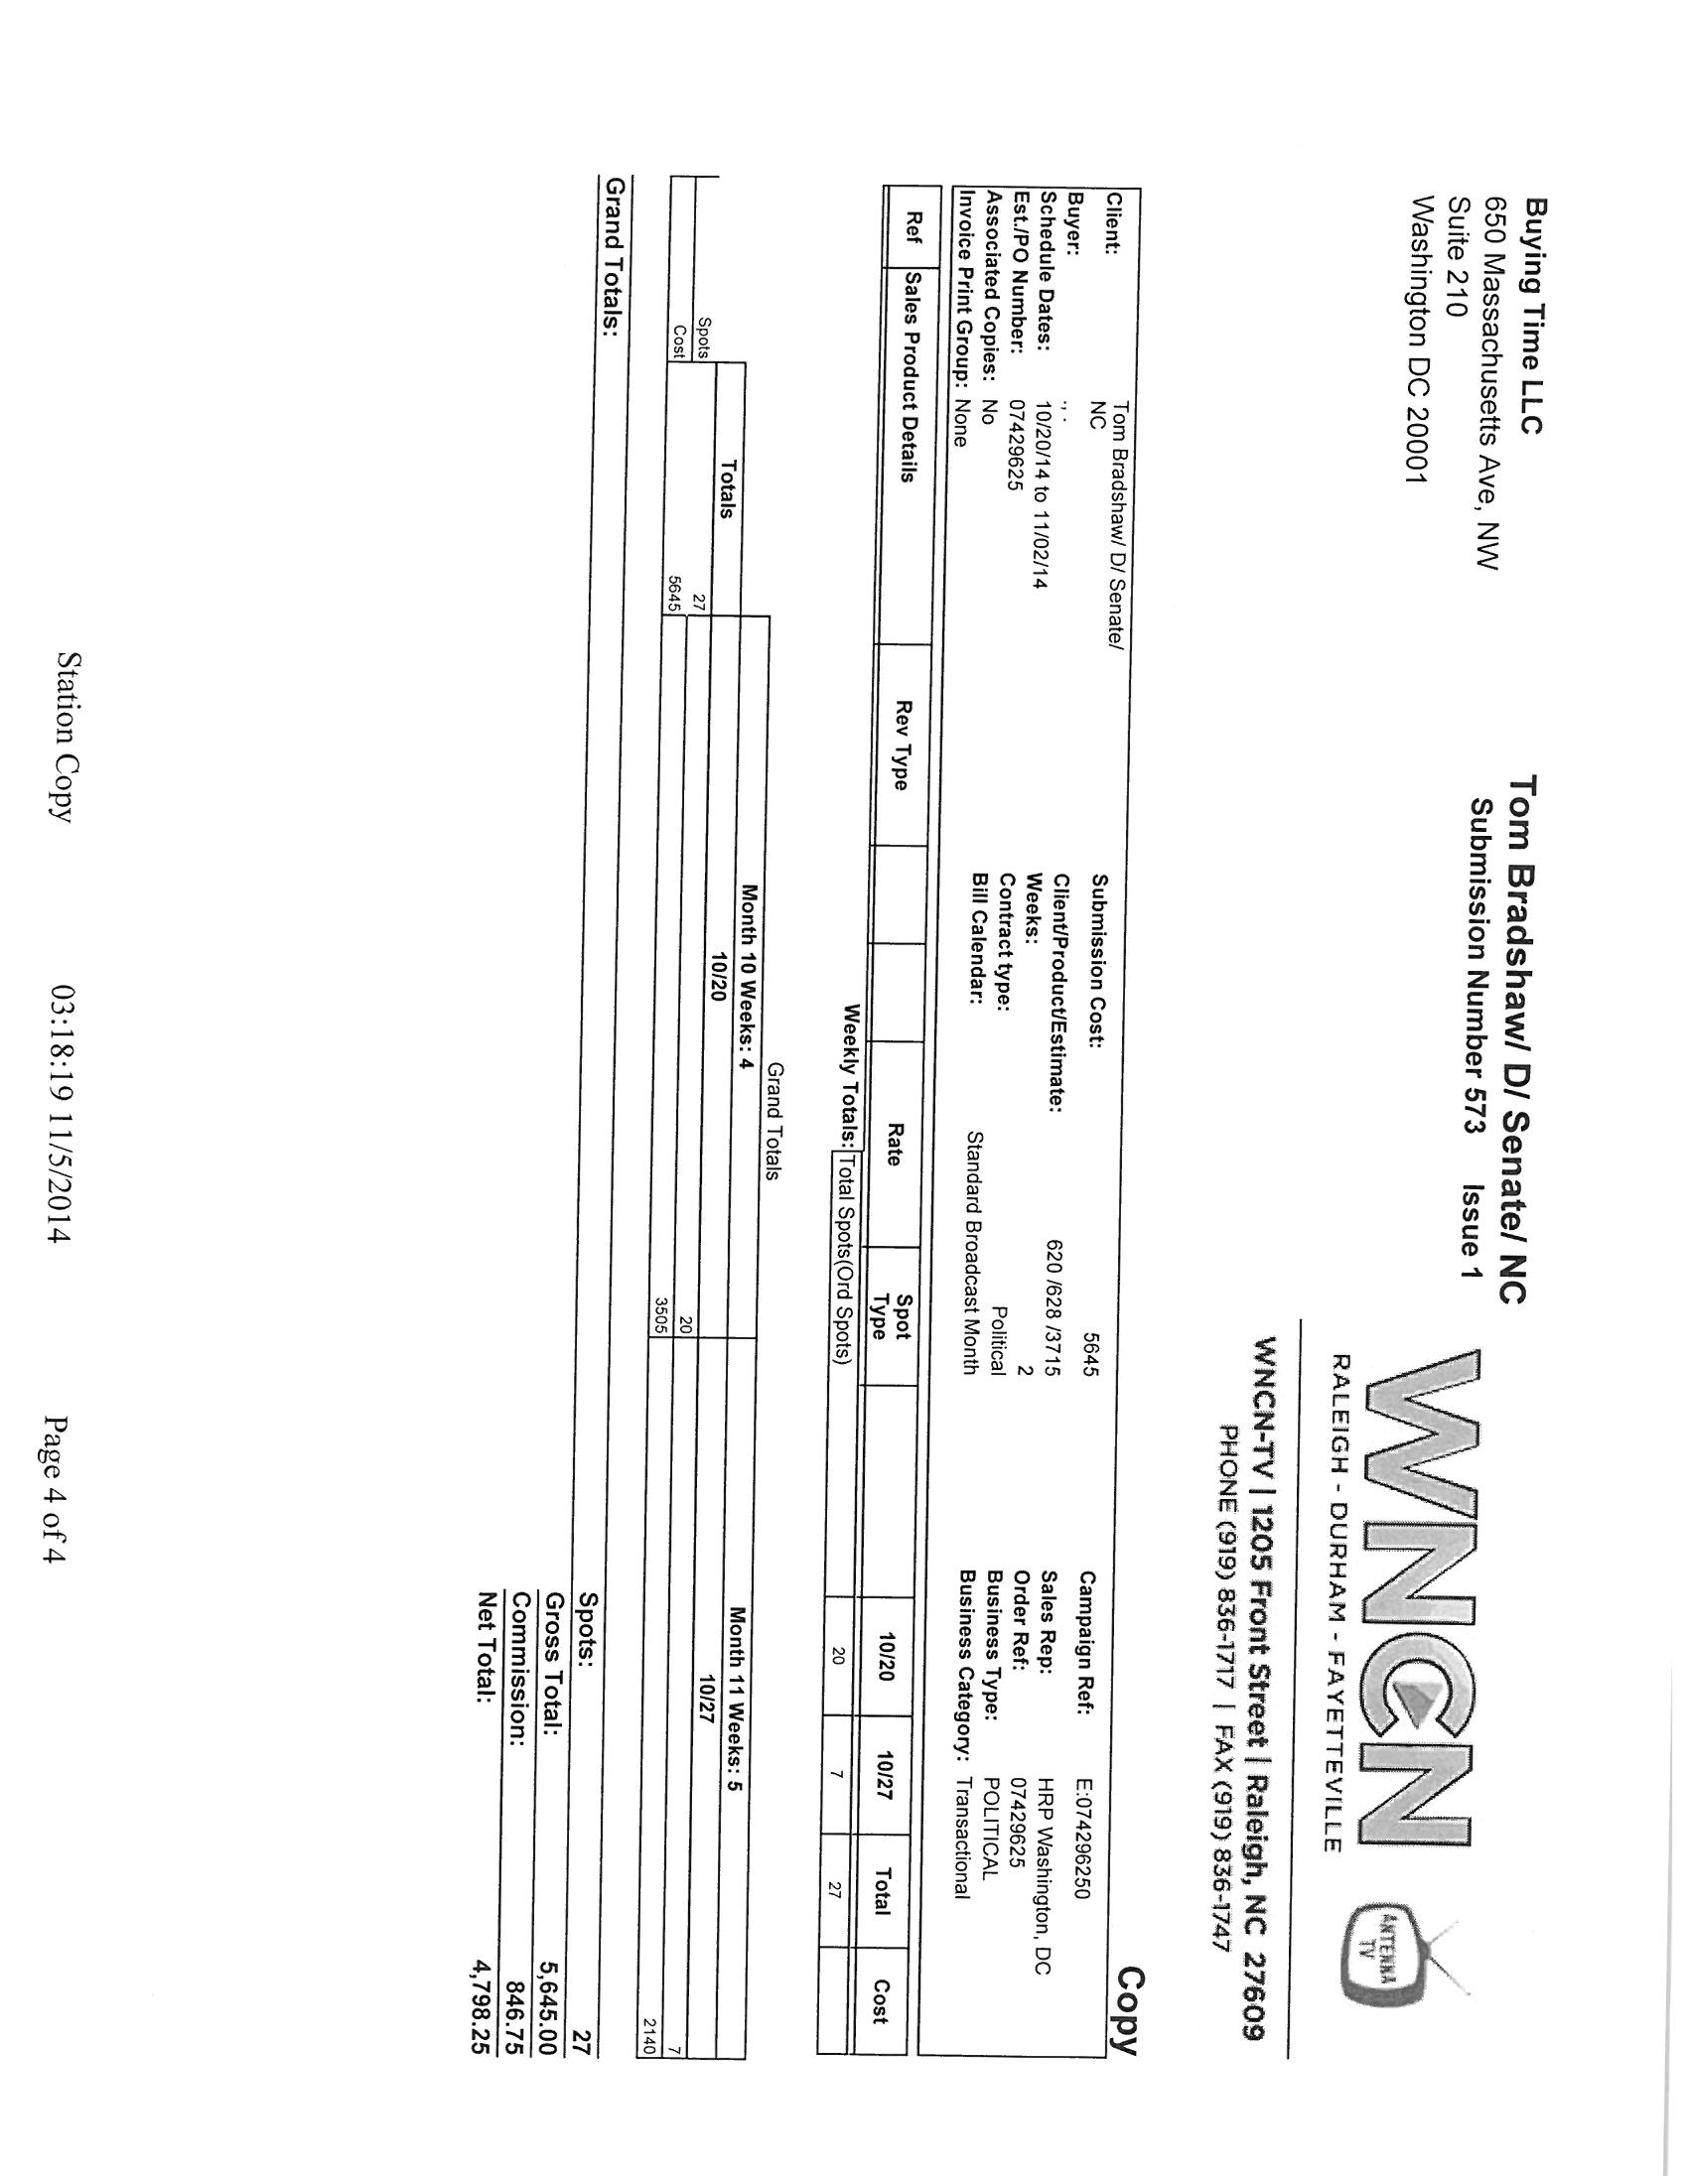 Buying Time LLC
650 Massachusetts Ave, NW
Suite 210
Washington DC 20001
Tom Bradshaw/ D/ Senate/ NC
Submission Number 573 Issue 1
WNCN
ANTENNA
TV
RALEIGH - DURHAM - FAYETTEVILLE
WNCN-TV | 1205 Front Street | Raleigh, NC 27609
PHONE (919) 836-1717 | FAX (919) 836-1747
Copy
Client: Tom Bradshaw/ D/ Senate/
NC
Buyer: ., .
Schedule Dates: 10/20/14 to 11/02/14
Est./PO Number: 07429625
Associated Copies: No
Invoice Print Group: None
Submission Cost: 5645
Client/Product/Estimate: 620 /628 /3715
Weeks: 2
Contract type: Political
Bill Calendar: Standard Broadcast Month
Campaign Ref: E:074296250
Sales Rep: HRP Washington, DC
Order Ref: 07429625
Business Type: POLITICAL
Business Category: Transactional
Ref Sales Product Details Rev Type Rate Spot Type 10/20 10/27 Total Cost
Weekly Totals: Total Spots(Ord Spots) 20 7 27
Grand Totals
Totals Month 10 Weeks: 4 Month 11 Weeks: 5
10/20 10/27
Spots 27 20 7
Cost 5645 3505 2140
Grand Totals:
Spots: 27
Gross Total: 5,645.00
Commission: 846.75
Net Total: 4,798.25
Station Copy 03:18:19 11/5/2014 Page 4 of 4